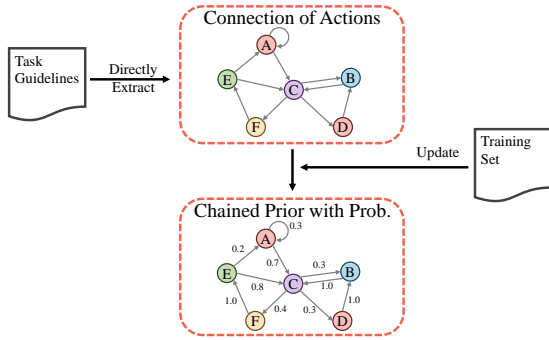 Connection of Actions
Task
Guidelines
Directly
Extract
A
E
B
C
F
D
Update
Training
Set
Chained Prior with Prob.
0.3
A
0.2
0.7
0.3
B
E
0.8
C
1.0
1.0
0.4
0.3
1.0
F
D